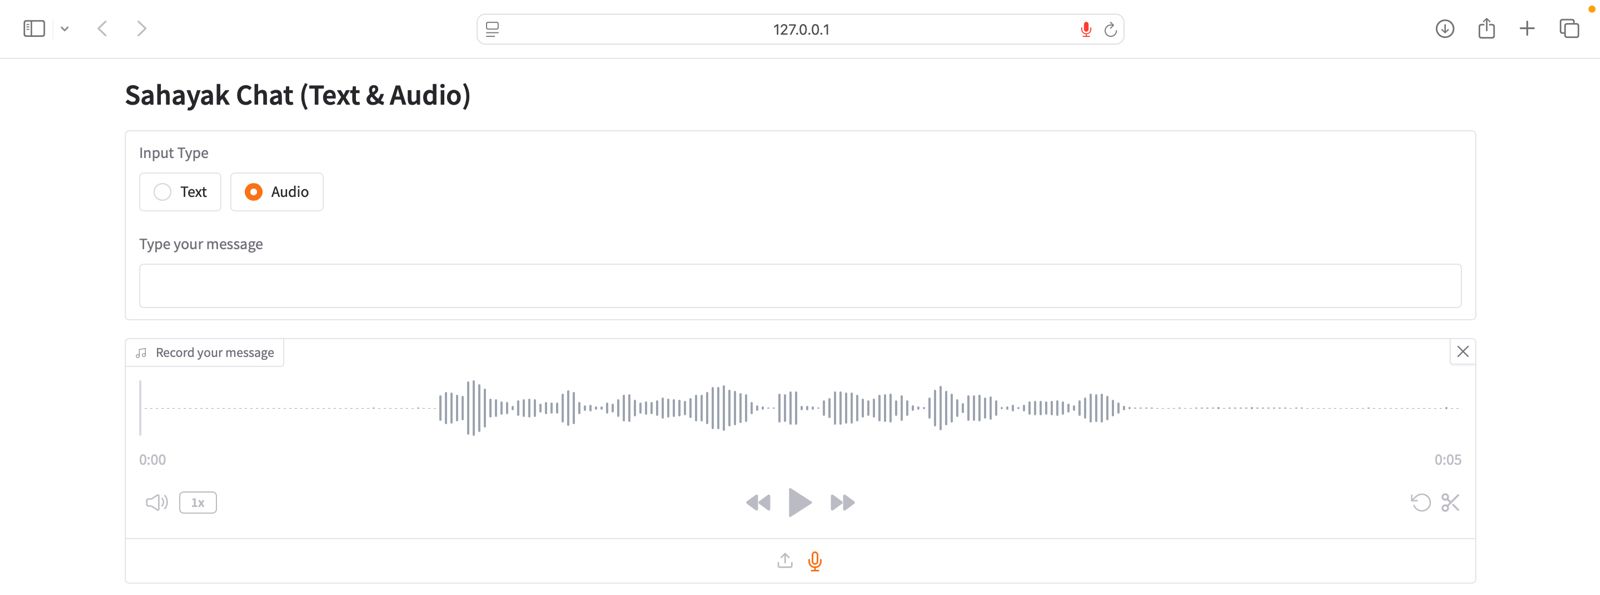 127.0.0.1
Sahayak Chat (Text & Audio)
Input Type
Text Audio
Type your message
Record your message
0:00 0:05
1x